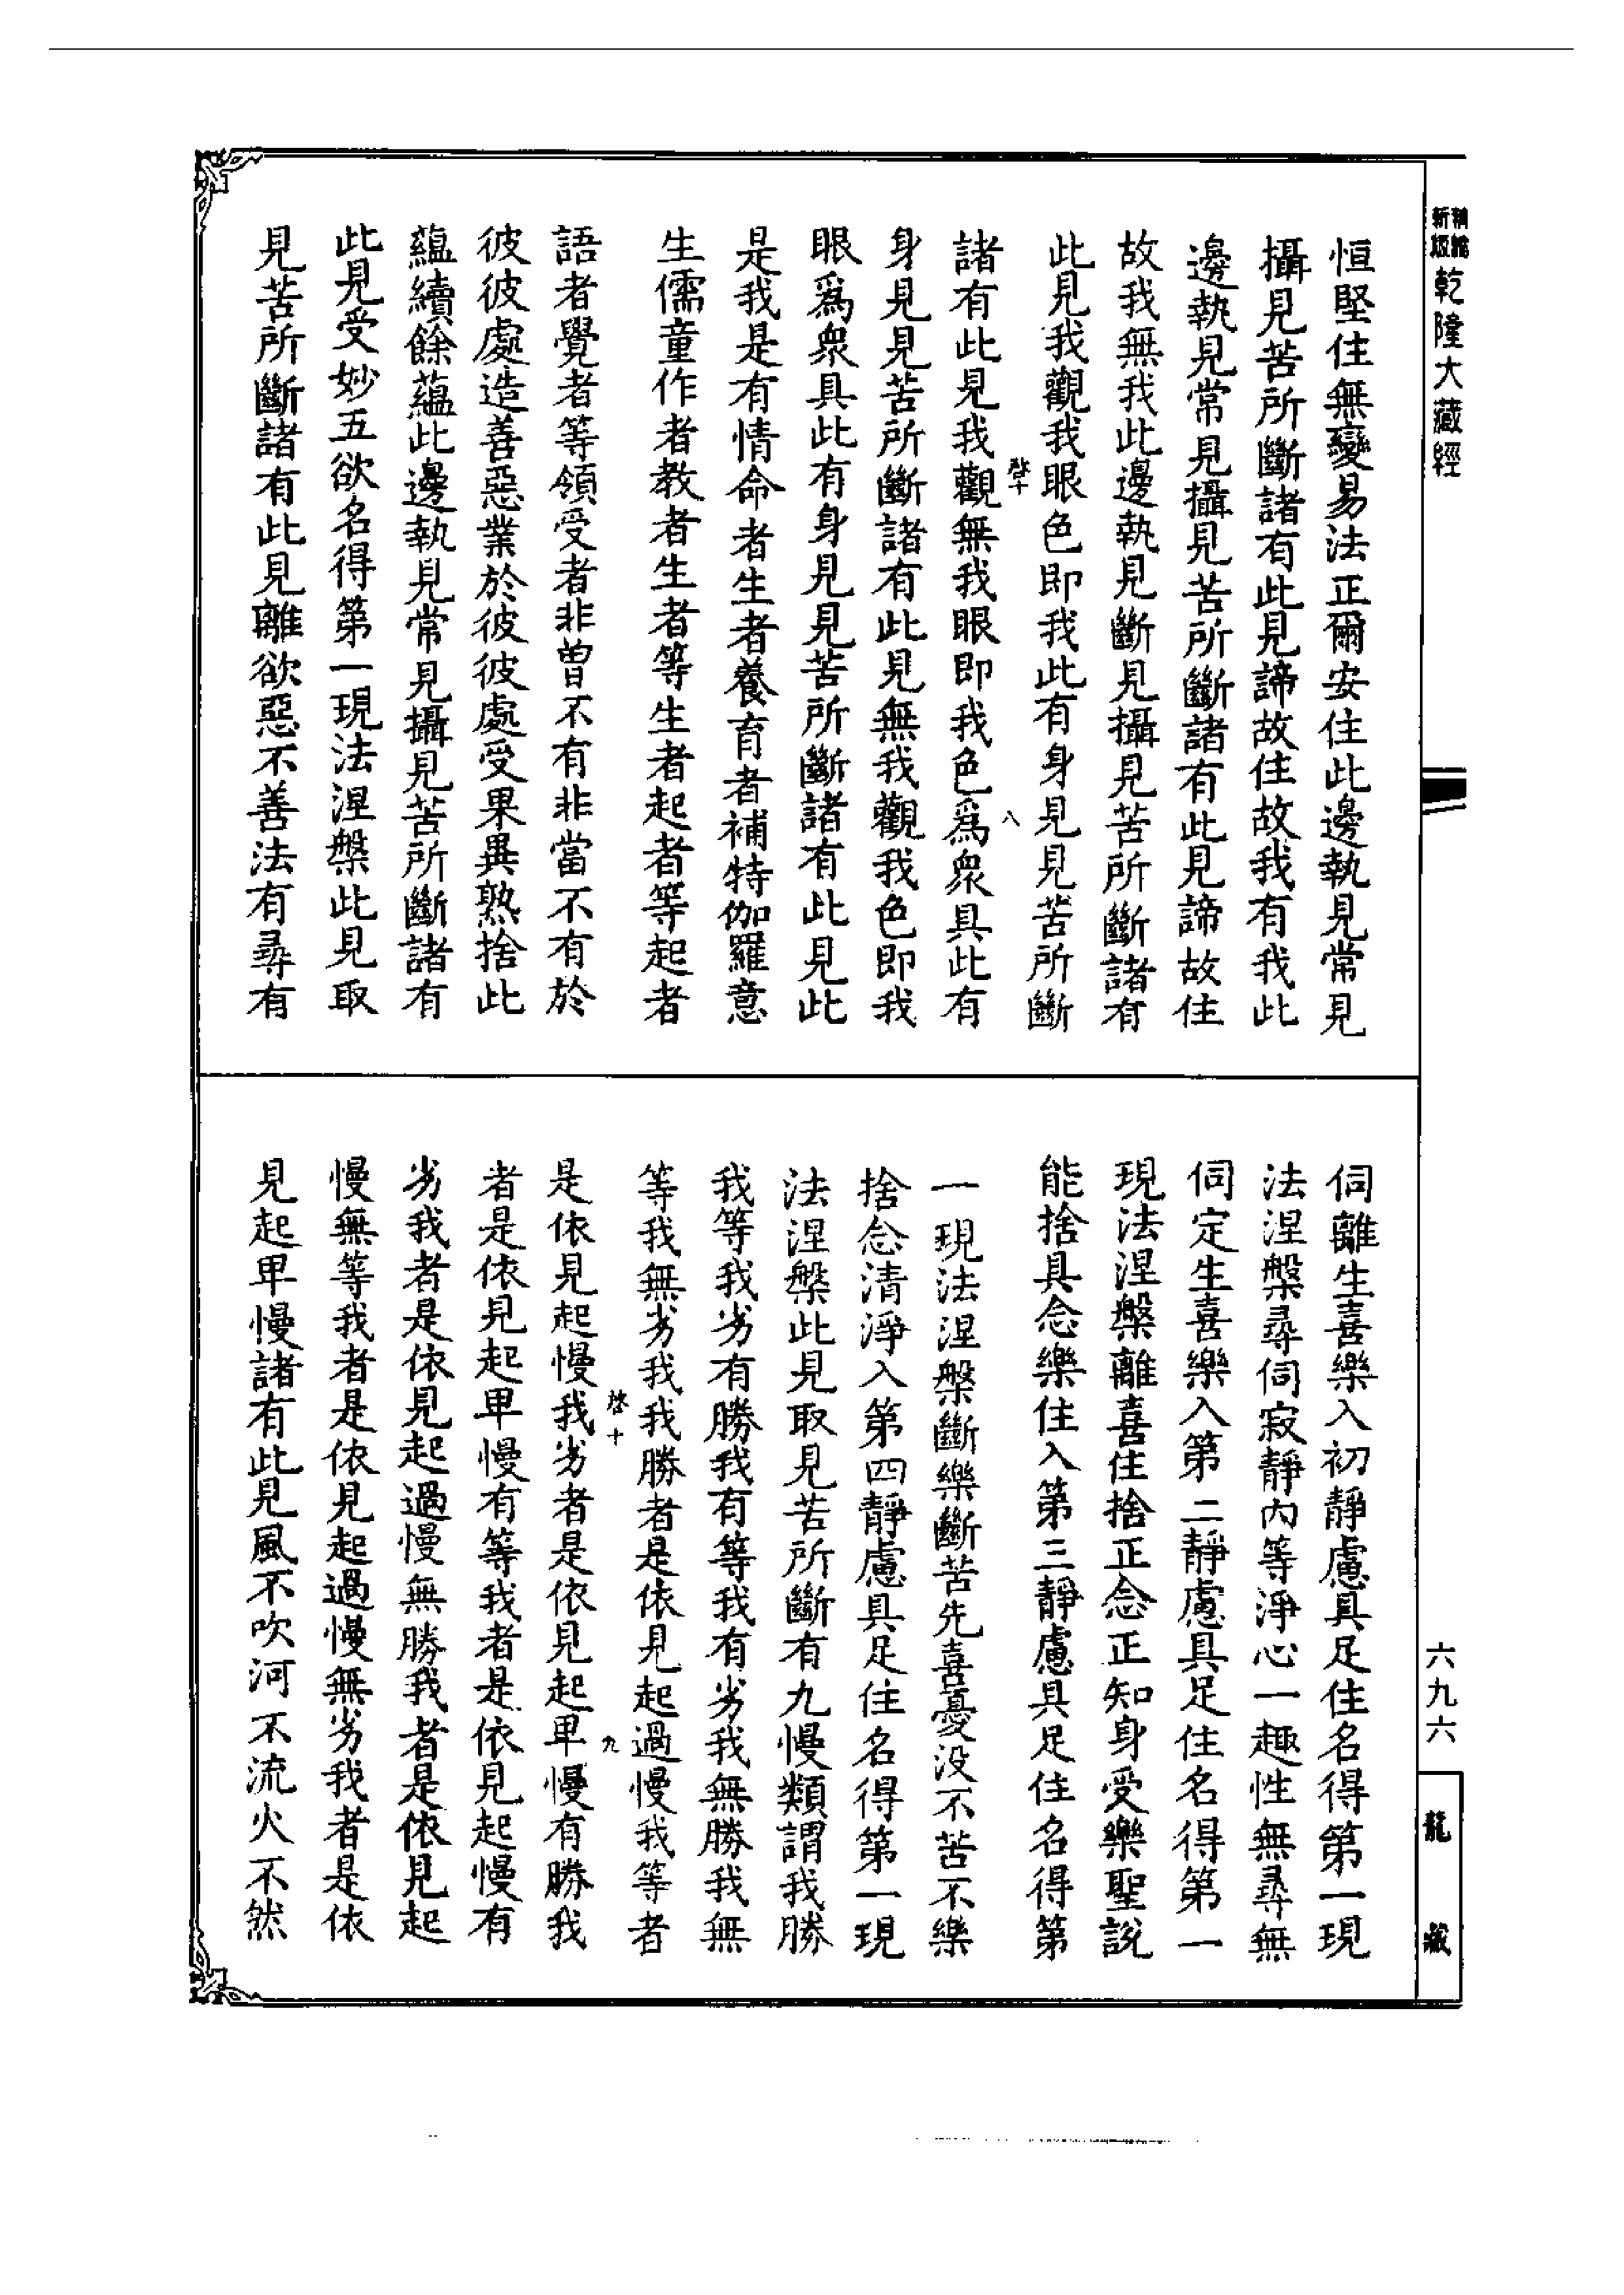 精編
新版
乾隆大藏經
恒堅住無變易法正爾安住此邊執見常見
攝見苦所斷諸有此見諦故住故我有我此
邊執見常見攝見苦所斷諸有此見諦故住
故我無我此邊執見斷見攝見苦所斷諸有
此見我觀我眼色即我此有身見見苦所斷
啓十
八
諸有此見我觀無我眼即我色爲衆具此有
身見見苦所斷諸有此見無我觀我色即我
眼爲衆具此有身見見苦所斷諸有此見此
是我是有情命者生者養育者補特伽羅意
生儒童作者教者生者等生者起者等起者
語者覺者等領受者非曾不有非當不有於
彼彼處造善惡業於彼彼處受果異熟捨此
蘊續餘蘊此邊執見常見攝見苦所斷諸有
此見受妙五欲名得第一現法涅槃此見取
見苦所斷諸有此見離欲惡不善法有尋有
伺離生喜樂入初靜慮具足住名得第一現
法涅槃尋伺寂靜內等淨心一趣性無尋無
伺定生喜樂入第二靜慮具足住名得第一
現法涅槃離喜住捨正念正知身受樂聖說
能捨具念樂住入第三靜慮具足住名得第
一現法涅槃斷樂斷苦先喜憂没不苦不樂
捨念清淨入第四靜慮具足住名得第一現
法涅槃此見取見苦所斷有九慢類謂我勝
我等我劣有勝我有等我有劣我無勝我無
等我無劣我我勝者是依見起過慢我等者
啓十
九
是依見起慢我劣者是依見起卑慢有勝我
者是依見起卑慢有等我者是依見起慢有
劣我者是依見起過慢無勝我者是依見起
慢無等我者是依見起過慢無劣我者是依
見起卑慢諸有此見風不吹河不流火不然
六九六
龍藏